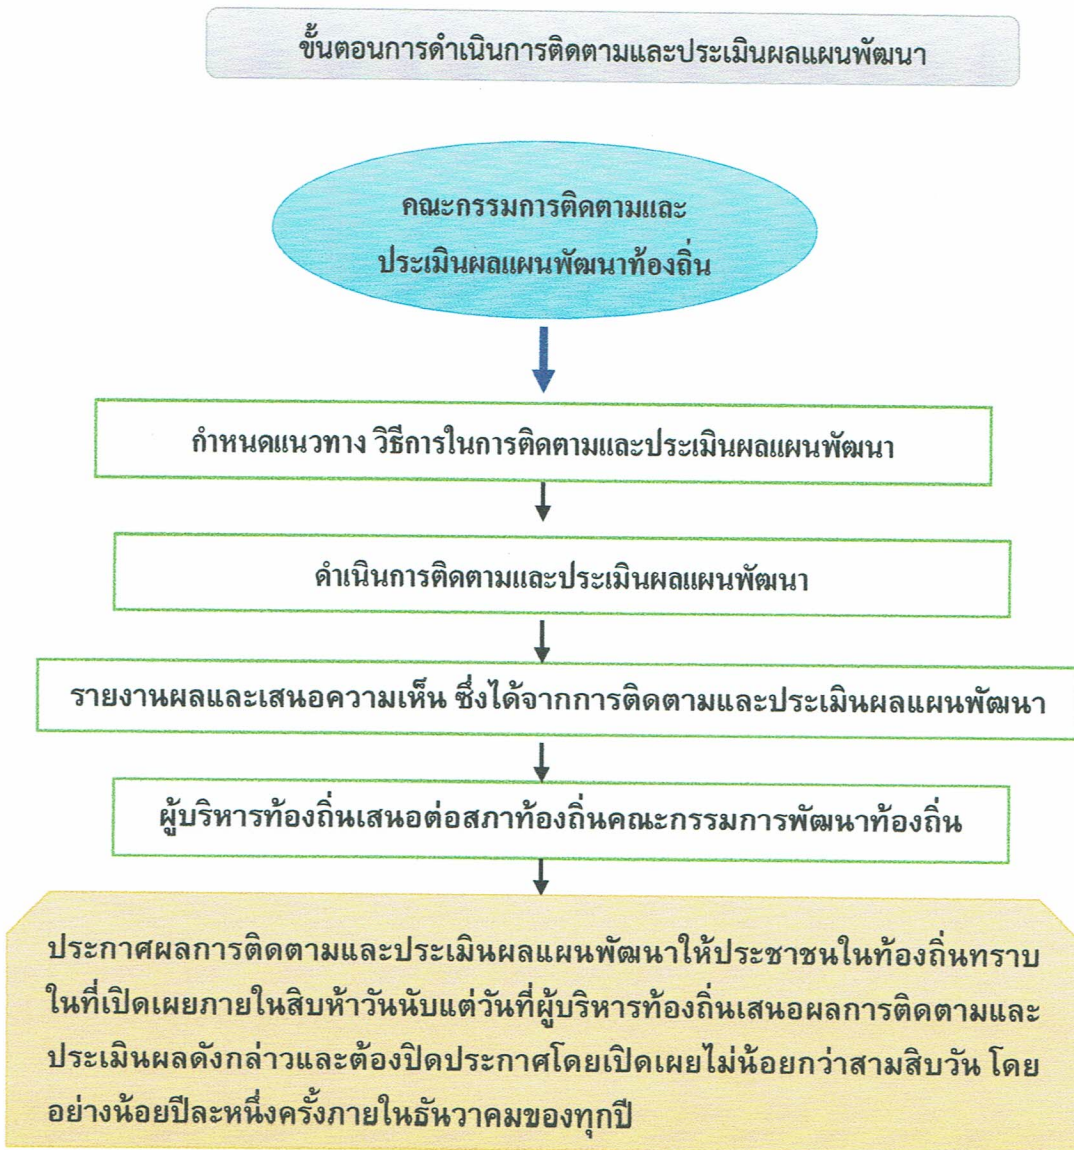 ขั้นตอนการดำเนินการติดตามและประเมินผลแผนพัฒนา
คณะกรรมการติดตามและ
ประเมินผลแผนพัฒนาท้องถิ่น
กำหนดแนวทาง วิธีการในการติดตามและประเมินผลแผนพัฒนา
ดำเนินการติดตามและประเมินผลแผนพัฒนา
รายงานผลและเสนอความเห็น ซึ่งได้จากการติดตามและประเมินผลแผนพัฒนา
ผู้บริหารท้องถิ่นเสนอต่อสภาท้องถิ่นคณะกรรมการพัฒนาท้องถิ่น
ประกาศผลการติดตามและประเมินผลแผนพัฒนาให้ประชาชนในท้องถิ่นทราบ
ในที่เปิดเผยภายในสิบห้าวันนับแต่วันที่ผู้บริหารท้องถิ่นเสนอผลการติดตามและ
ประเมินผลดังกล่าวและต้องปิดประกาศโดยเปิดเผยไม่น้อยกว่าสามสิบวัน โดย
อย่างน้อยปีละหนึ่งครั้งภายในธันวาคมของทุกปี